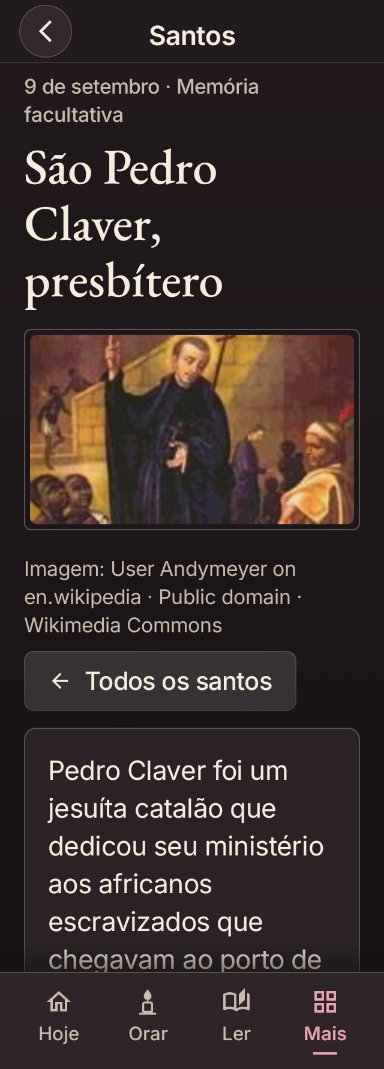 Santos
9 de setembro · Memória
facultativa
São Pedro
Claver,
presbítero
Imagem: User Andymeyer on
en.wikipedia · Public domain ·
Wikimedia Commons
← Todos os santos
Pedro Claver foi um
jesuíta catalão que
dedicou seu ministério
aos africanos
escravizados que
chegavam ao porto de
Hoje Orar Ler Mais